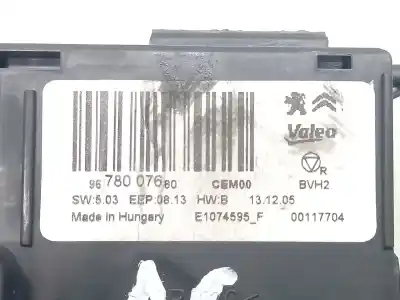 Valeo
96 780 076 80 CEM00
R
BVH2
SW:5.03 EEP:08.13 HW:B 13.12.05
Made in Hungary E1074595_F 00117704